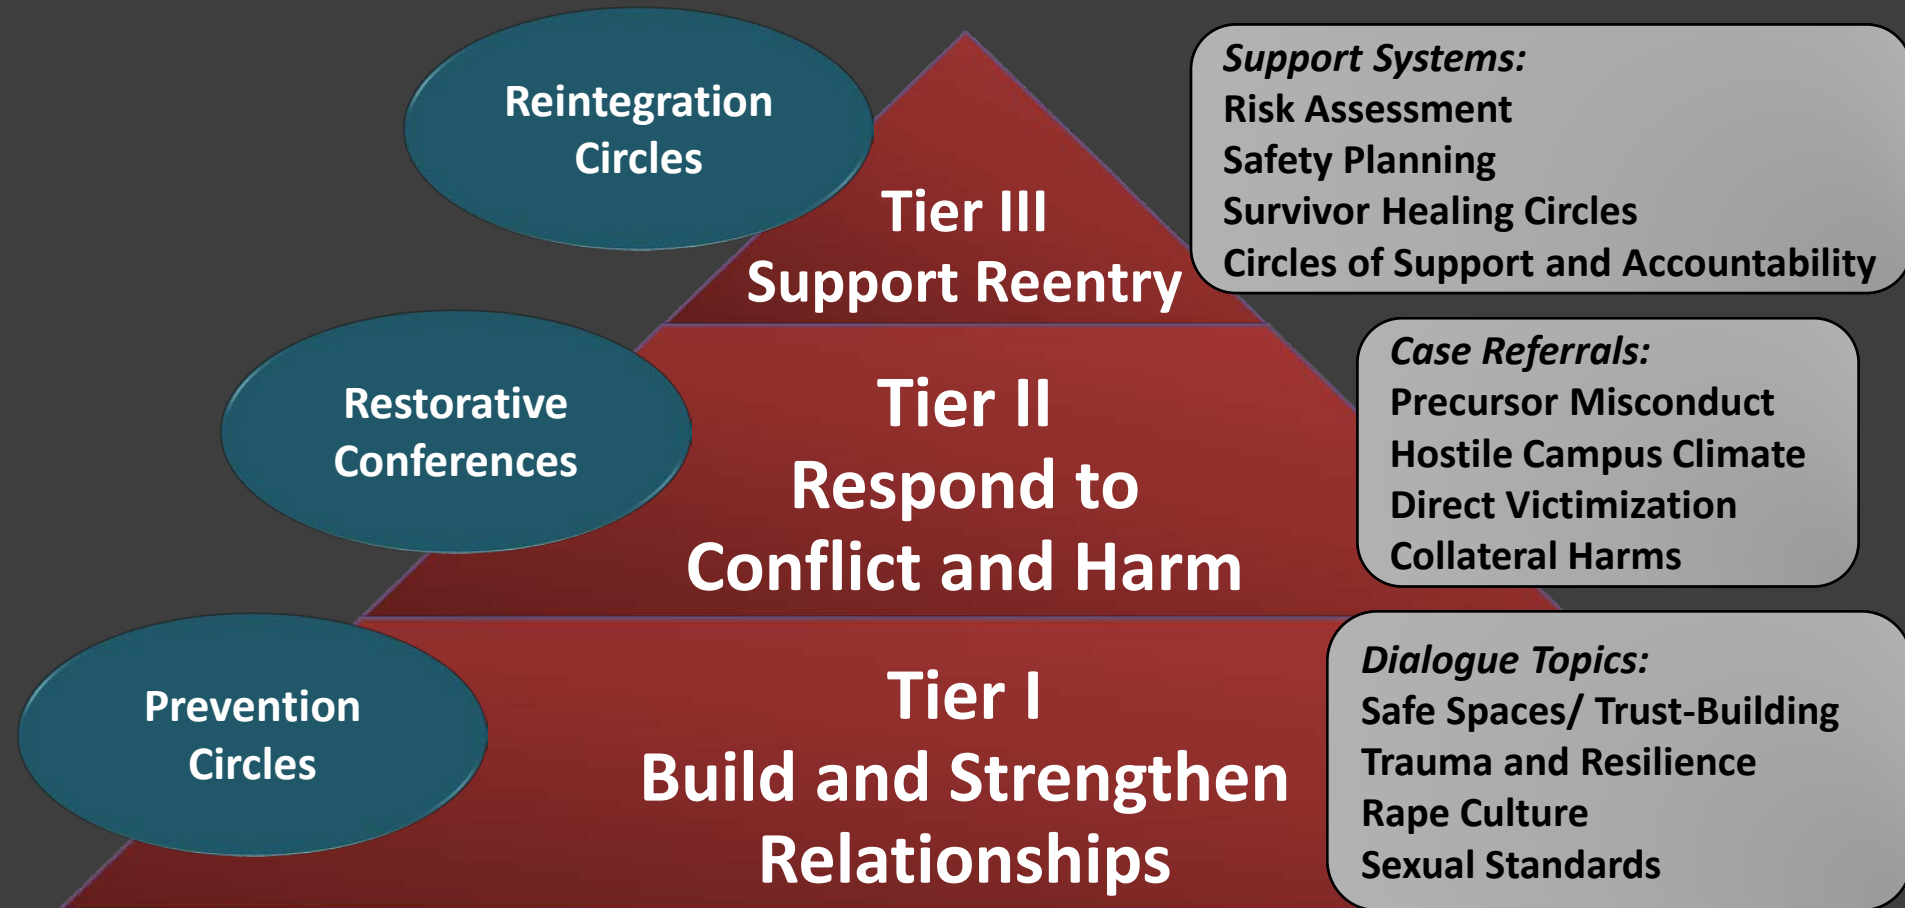 Reintegration
Circles
Tier III
Support Reentry
Support Systems:
Risk Assessment
Safety Planning
Survivor Healing Circles
Circles of Support and Accountability
Restorative
Conferences
Tier II
Respond to
Conflict and Harm
Case Referrals:
Precursor Misconduct
Hostile Campus Climate
Direct Victimization
Collateral Harms
Prevention
Circles
Tier I
Build and Strengthen
Relationships
Dialogue Topics:
Safe Spaces/ Trust-Building
Trauma and Resilience
Rape Culture
Sexual Standards